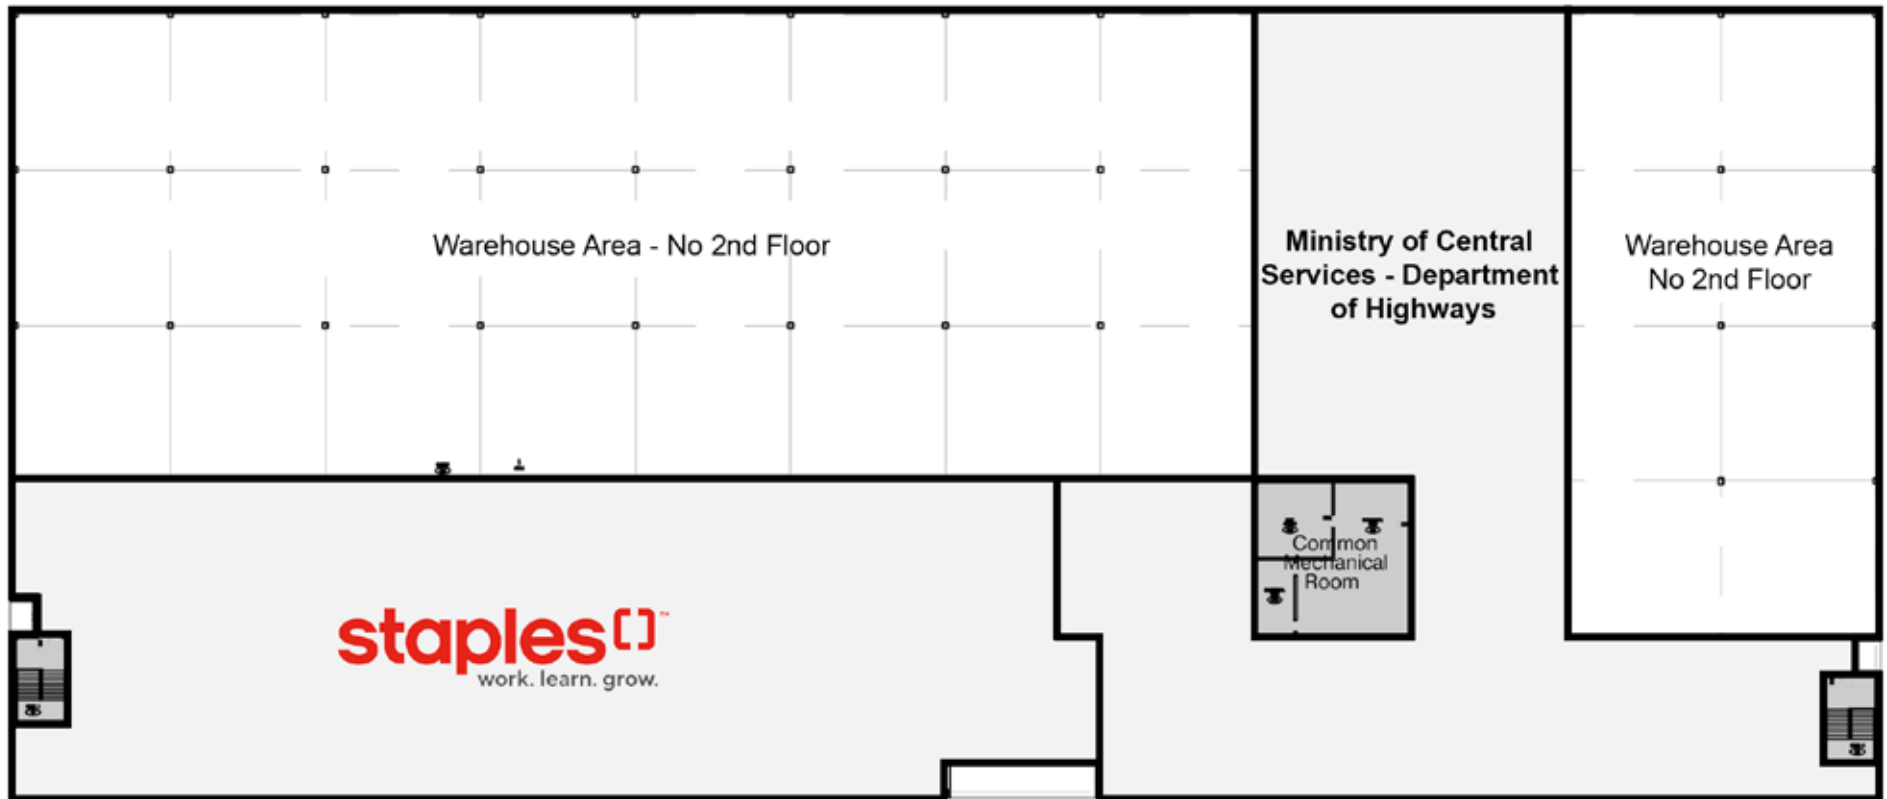 Warehouse Area - No 2nd Floor
Ministry of Central
Services - Department
of Highways
Warehouse Area
No 2nd Floor
Common
Mechanical
Room
staples™
work. learn. grow.